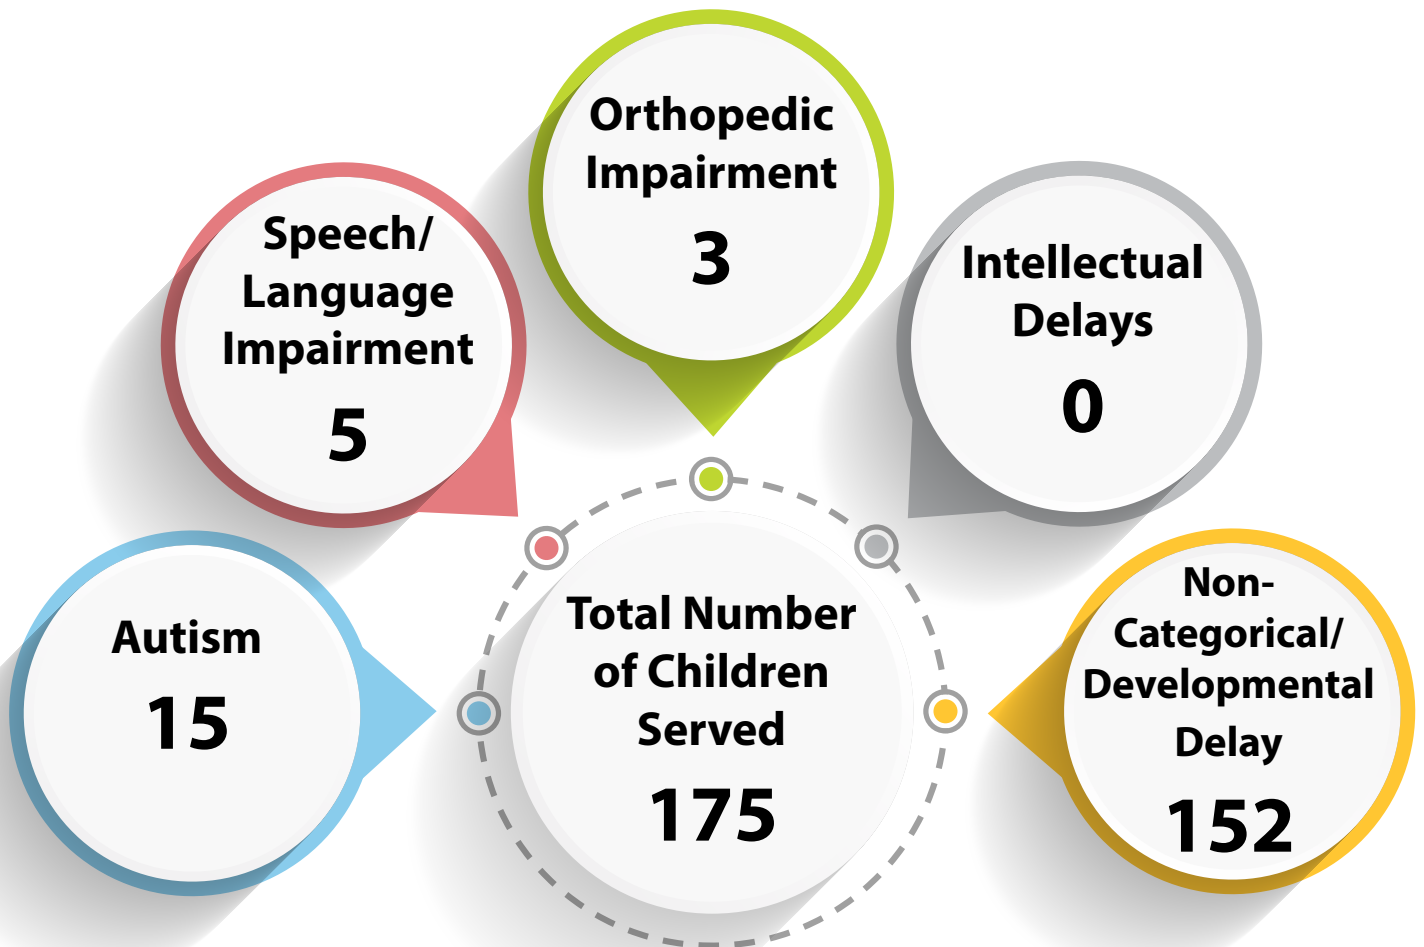 Orthopedic
Impairment
3
Speech/
Language
Impairment
5
Intellectual
Delays
0
Autism
15
Total Number
of Children
Served
175
Non-
Categorical/
Developmental
Delay
152